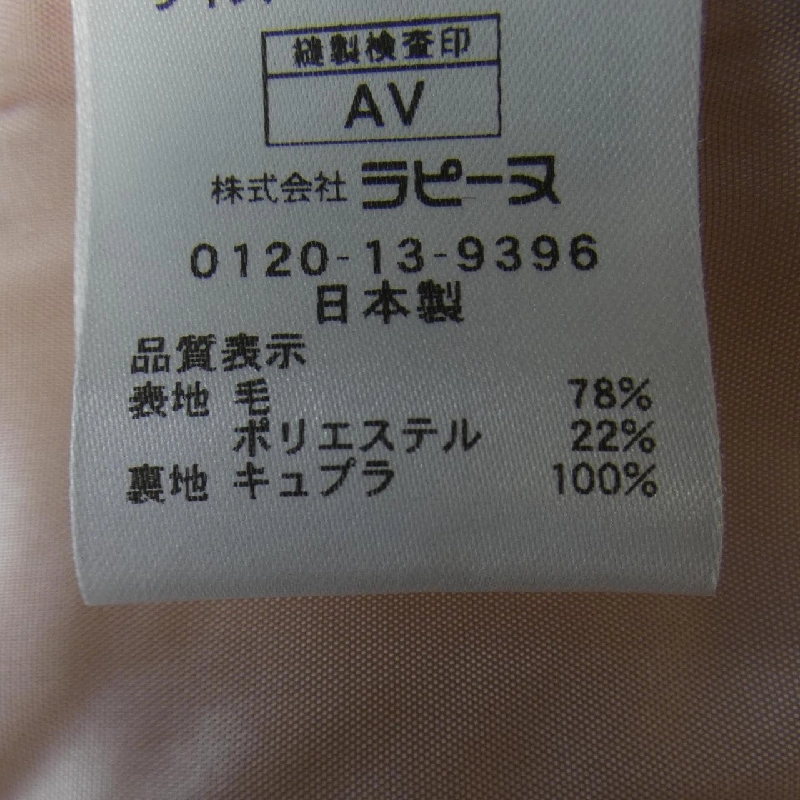 縫製検査印
AV
株式会社 ラピーヌ
0120-13-9396
日本製
品質表示
表地 毛 78%
ポリエステル 22%
裏地 キュプラ 100%